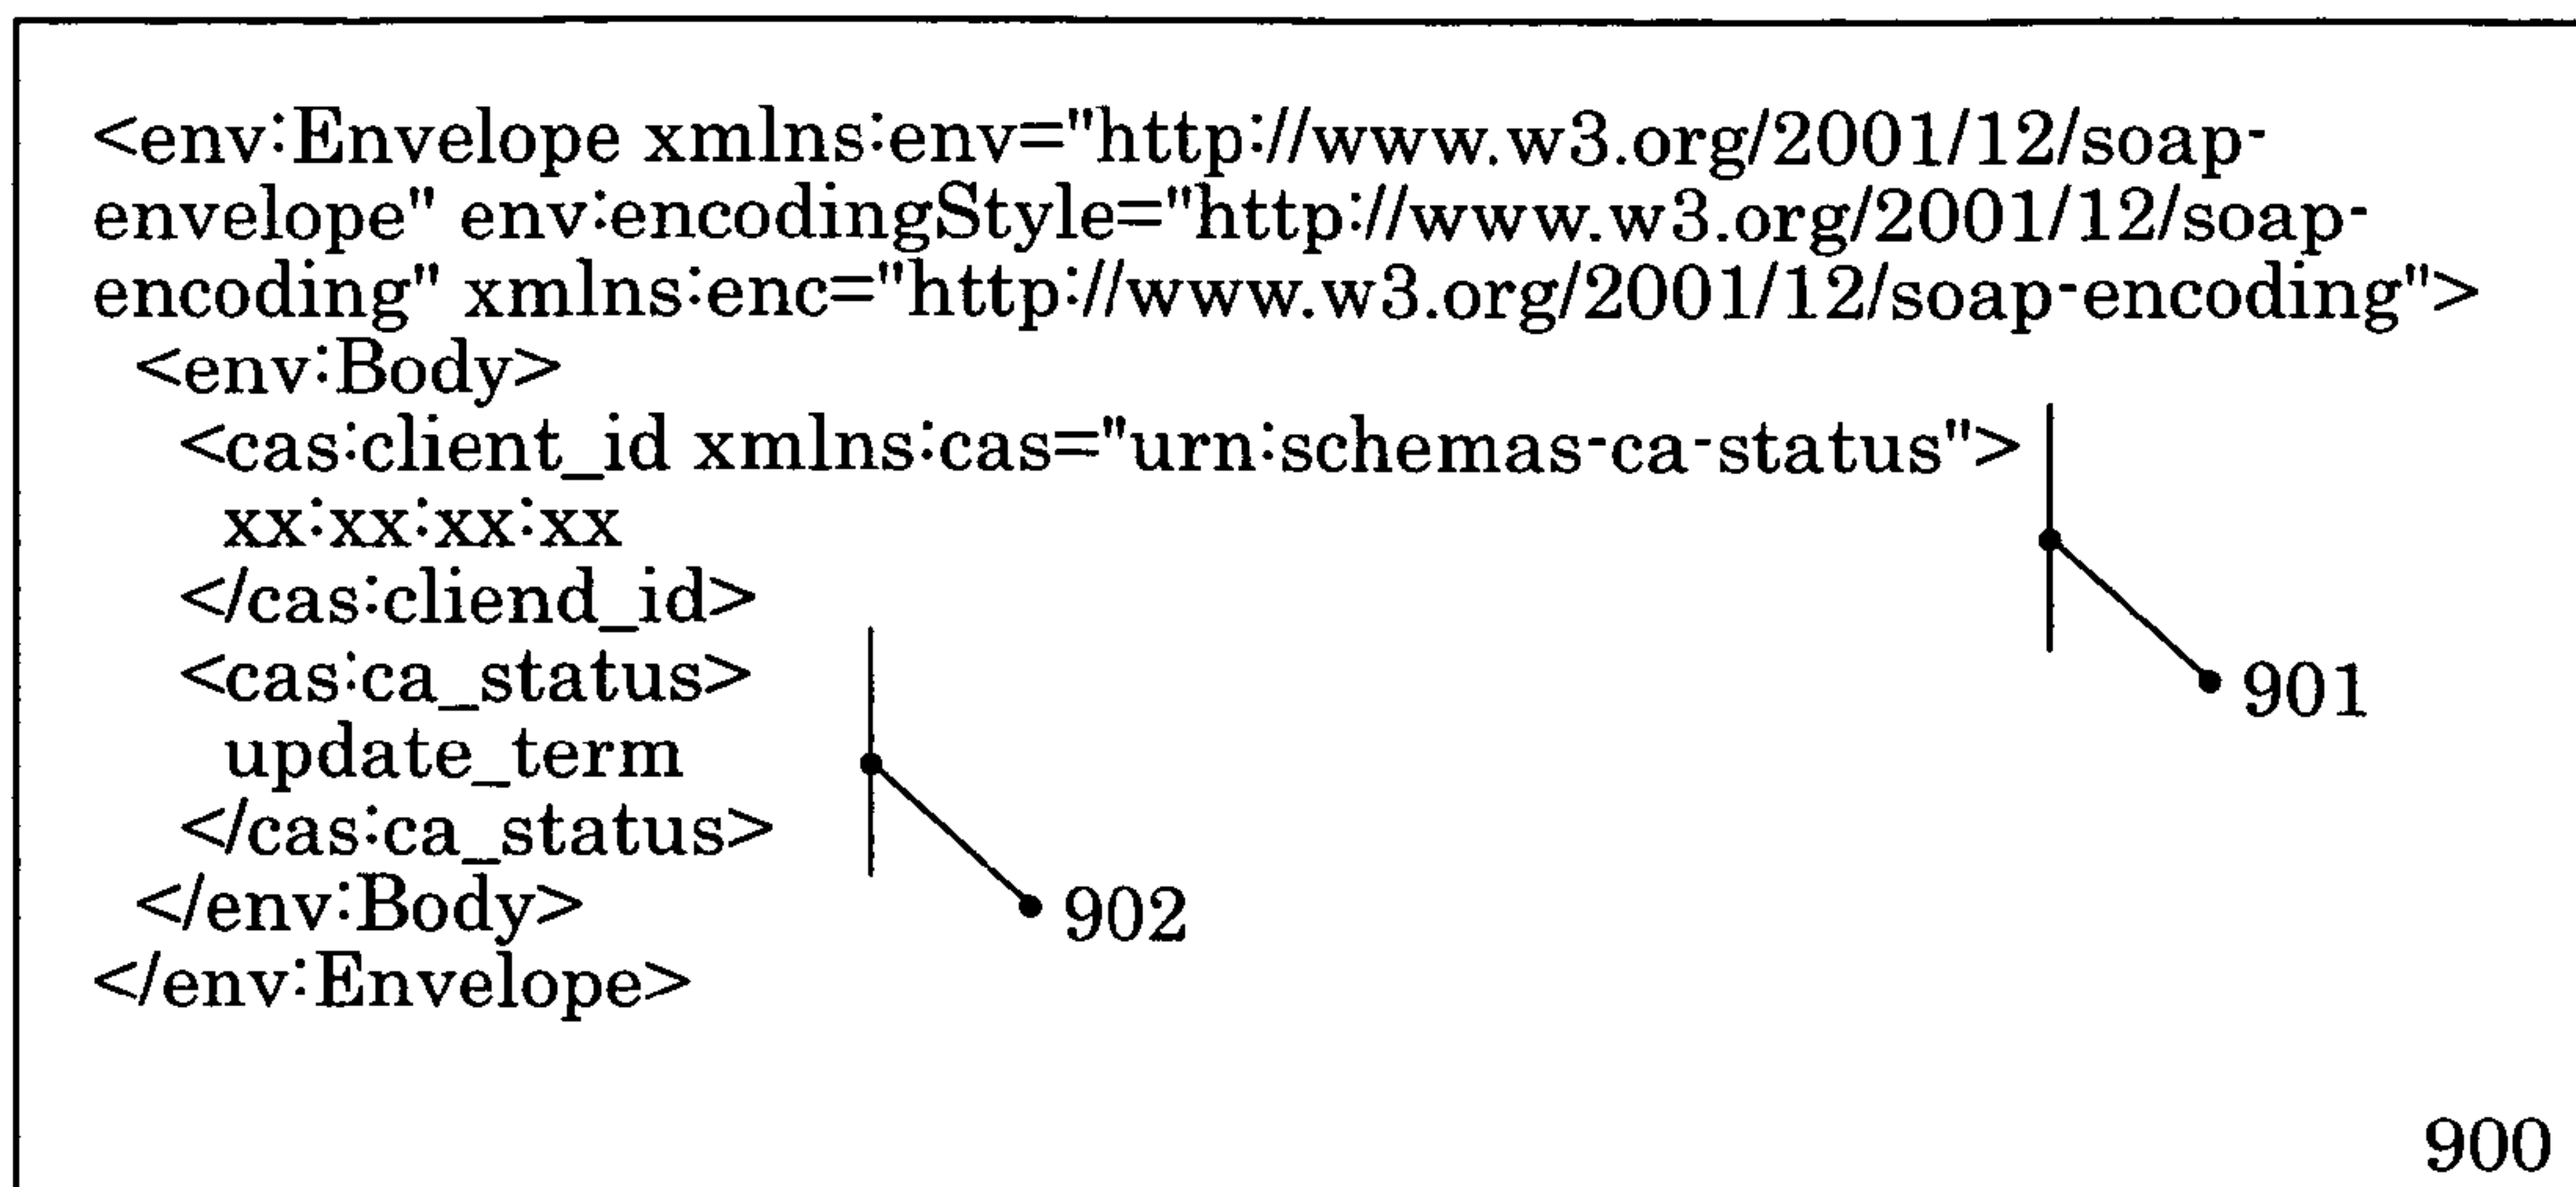 <env:Envelope xmlns:env="http://www.w3.org/2001/12/soap-
envelope" env:encodingStyle="http://www.w3.org/2001/12/soap-
encoding" xmlns:enc="http://www.w3.org/2001/12/soap-encoding">
<env:Body>
<cas:client_id xmlns:cas="urn:schemas-ca-status">
xx:xx:xx:xx
</cas:cliend_id>
<cas:ca_status>
901
update_term
</cas:ca_status>
</env:Body>
902
</env:Envelope>
900